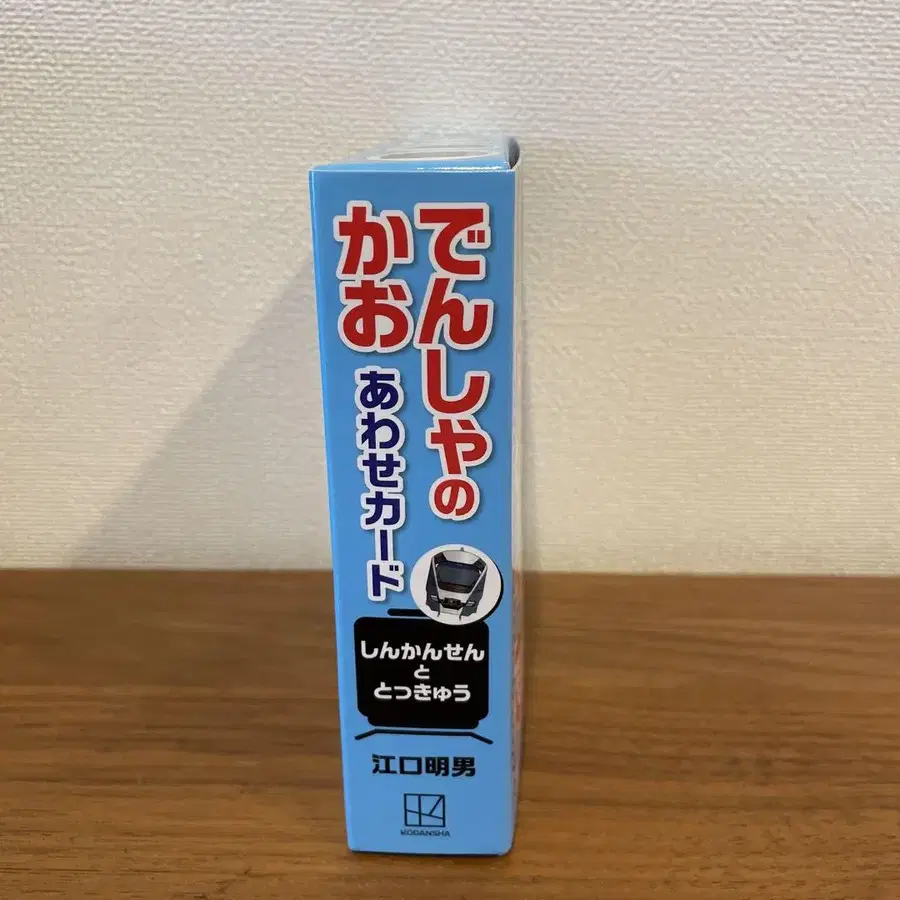 でんしゃの
かお
あわせカード
しんかんせん
と
とっきゅう
江口明男
KODANSHA